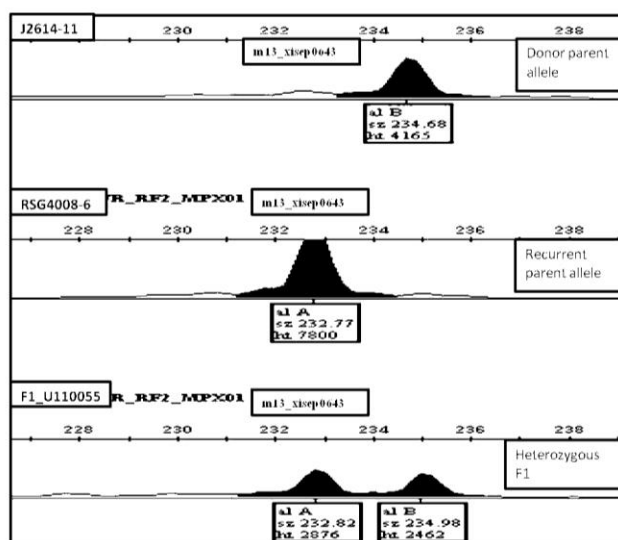 J2614-11
230 232 234 236 238
m13_xisep0643
Donor parent
allele
al B
sz 234.68
ht 4165
RSG4008-6
R_RF2_MPX01
m13_xisep0643
228 230 232 234 236 238
Recurrent
parent allele
al A
sz 232.77
ht 7800
F1_U110055
R_RF2_MPX01
m13_xisep0643
228 230 232 234 236 238
Heterozygous
F1
al A
sz 232.82
ht 2876
al B
sz 234.98
ht 2462